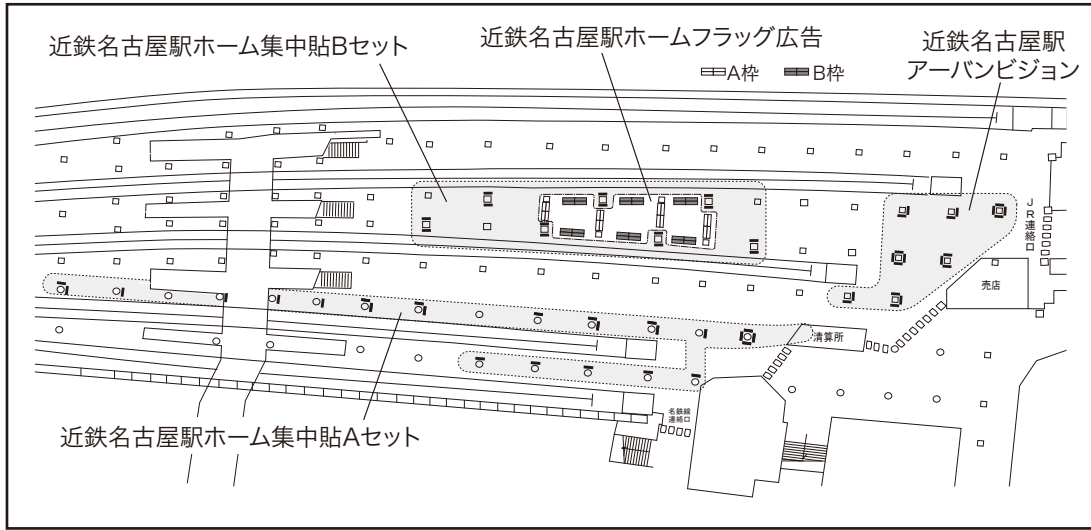 近鉄名古屋駅ホーム集中貼Bセット
近鉄名古屋駅ホームフラッグ広告
A枠
B枠
近鉄名古屋駅
アーバンビジョン
JR連絡口
売店
清算所
名鉄線
連絡口
近鉄名古屋駅ホーム集中貼Aセット